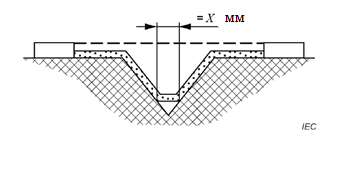 = X мм
IEC